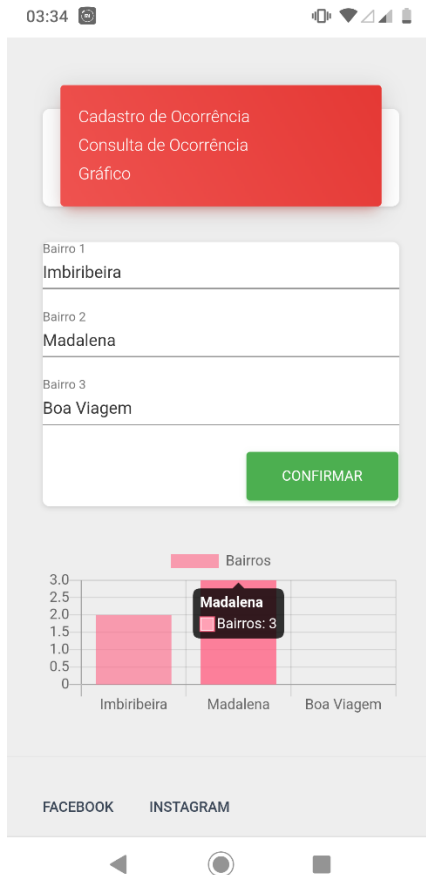 03:34
Cadastro de Ocorrência
Consulta de Ocorrência
Gráfico
Bairro 1
Imbiribeira
Bairro 2
Madalena
Bairro 3
Boa Viagem
CONFIRMAR
Bairros
3.0
2.5
2.0
1.5
1.0
0.5
0
Madalena
Bairros: 3
Imbiribeira Madalena Boa Viagem
FACEBOOK INSTAGRAM